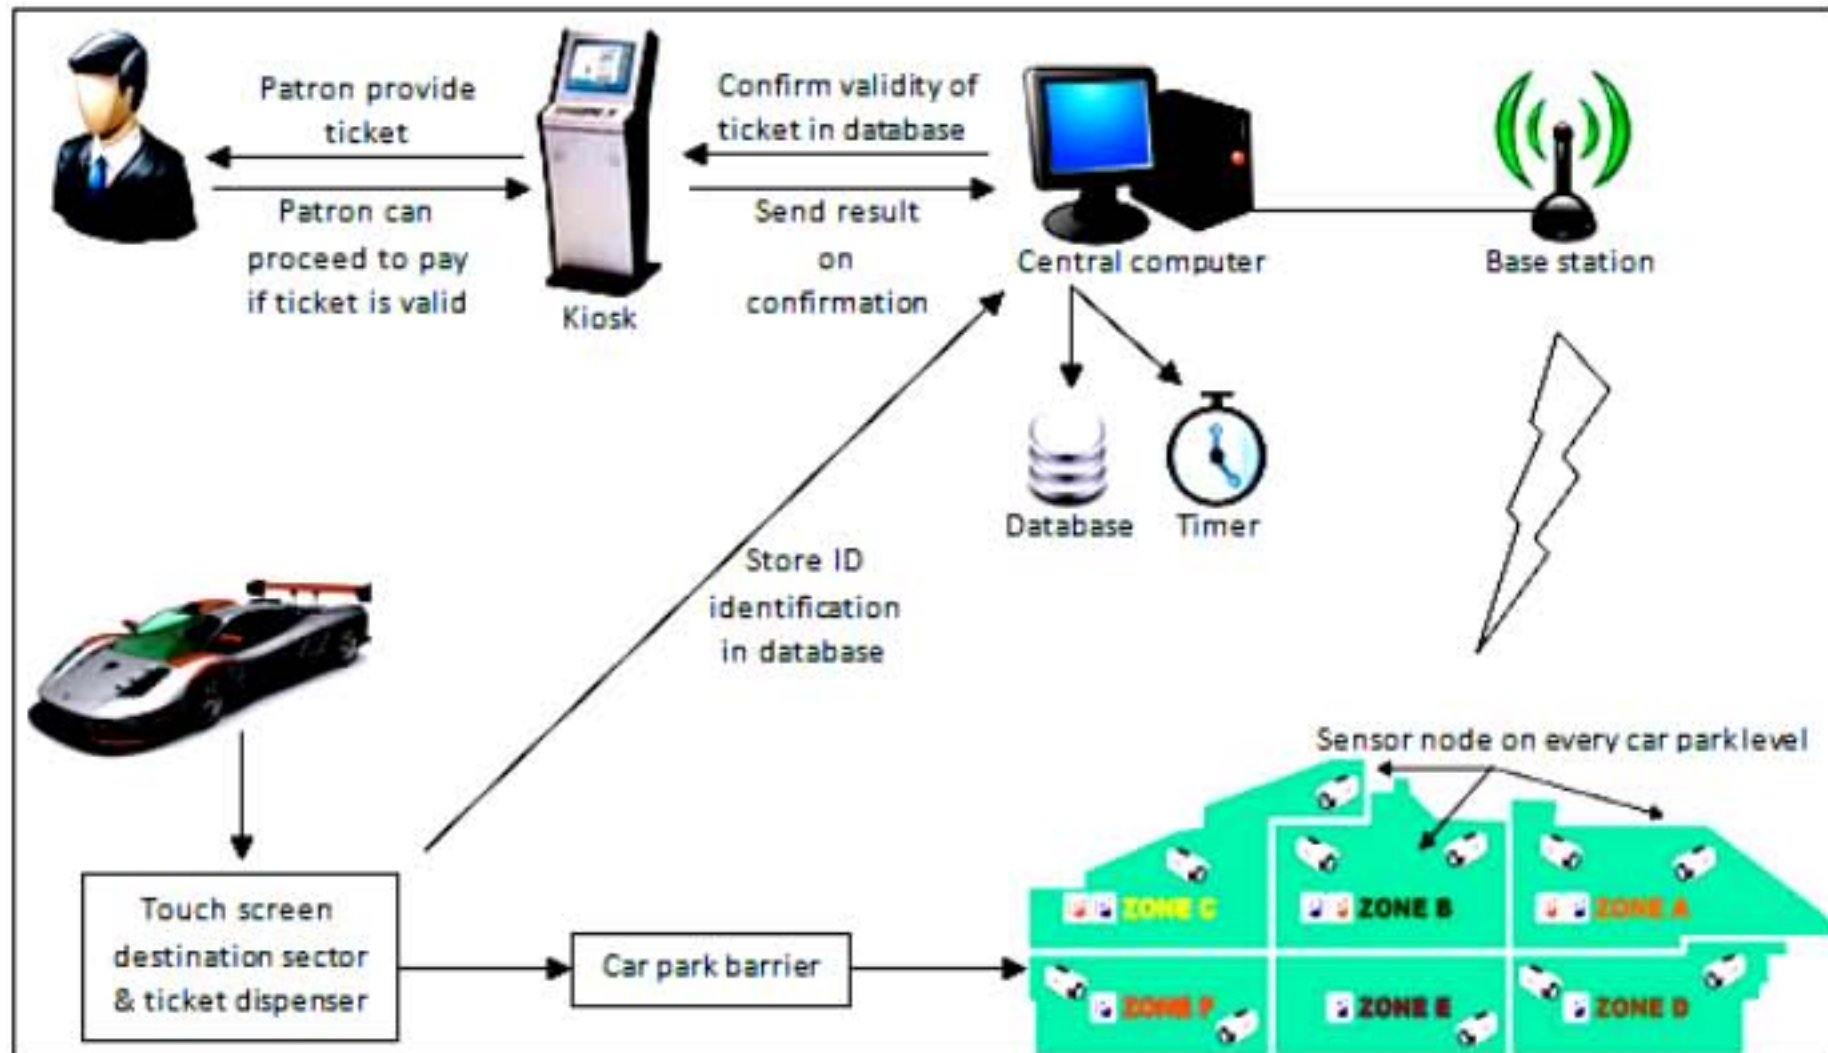 Patron provide
ticket
Patron can
proceed to pay
if ticket is valid
Kiosk
Confirm validity of
ticket in database
Send result
on
confirmation
Central computer
Base station
Database
Timer
Store ID
identification
in database
Sensor node on every car park level
Touch screen
destination sector
& ticket dispenser
Car park barrier
ZONE C
ZONE B
ZONE A
ZONE F
ZONE E
ZONE D